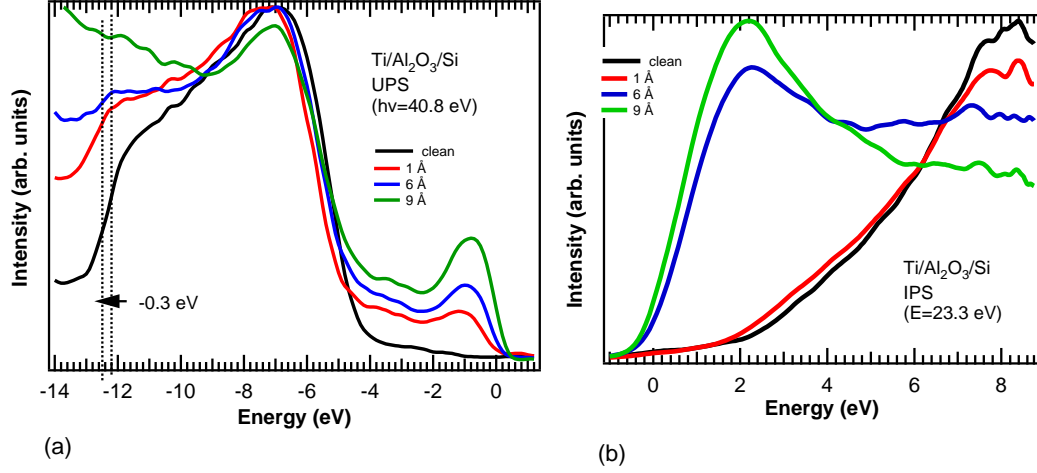 Intensity (arb. units)
Ti/Al2O3/Si
UPS
(hv=40.8 eV)
clean
1 Å
6 Å
9 Å
-0.3 eV
-14 -12 -10 -8 -6 -4 -2 0
Energy (eV)
(a)
Intensity (arb. units)
clean
1 Å
6 Å
9 Å
Ti/Al2O3/Si
IPS
(E=23.3 eV)
0 2 4 6 8
Energy (eV)
(b)